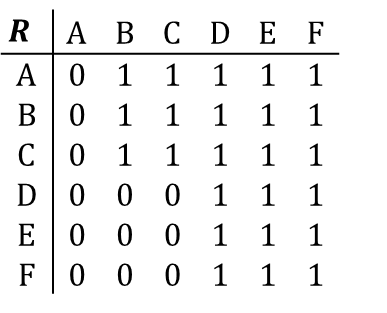 R A B C D E F
A 0 1 1 1 1 1
B 0 1 1 1 1 1
C 0 1 1 1 1 1
D 0 0 0 1 1 1
E 0 0 0 1 1 1
F 0 0 0 1 1 1